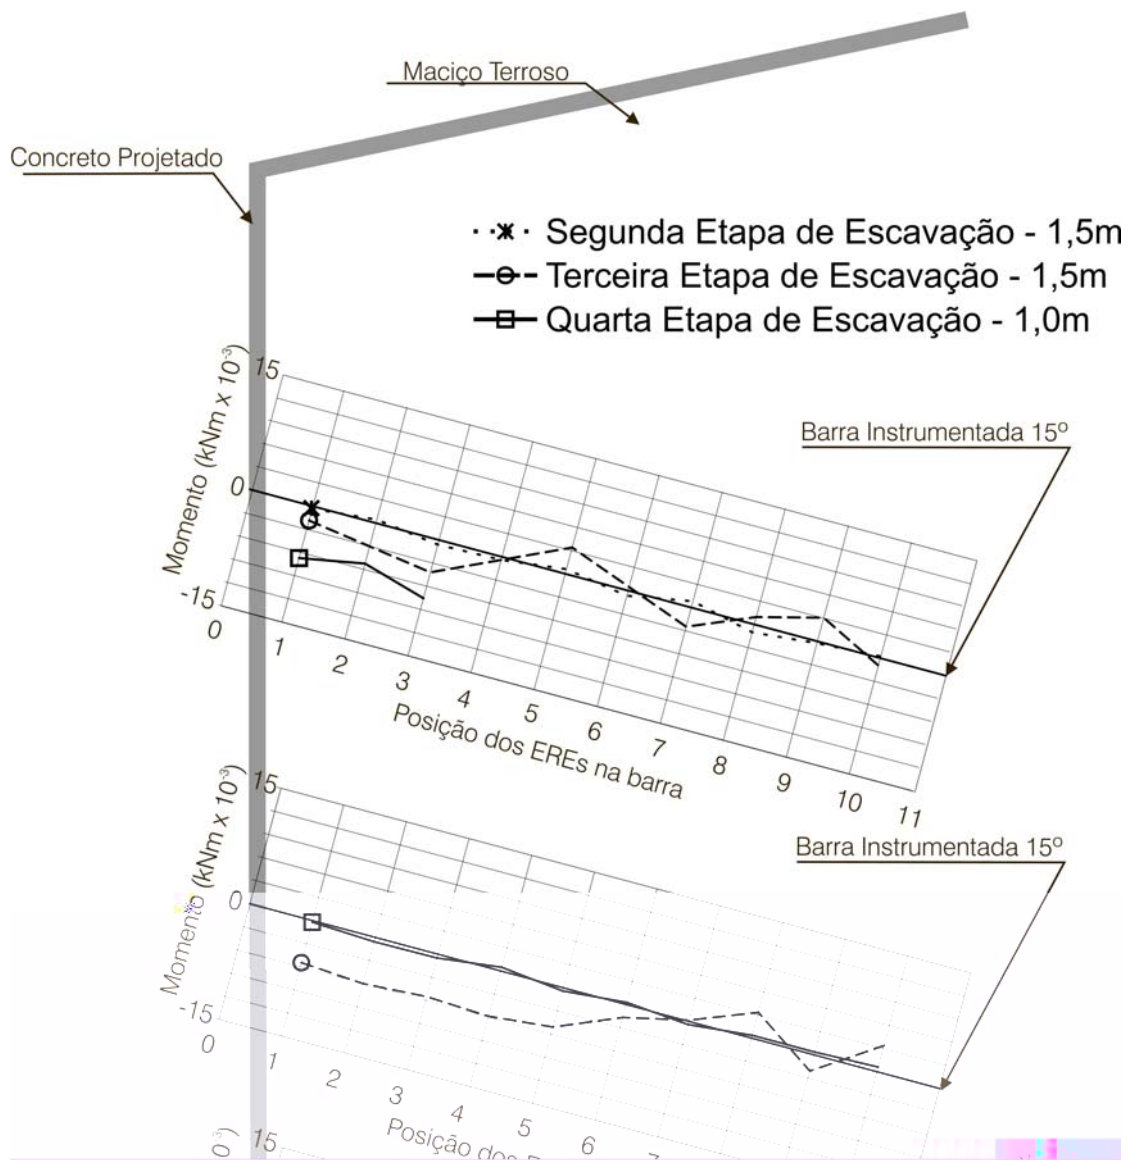 Maciço Terroso
Concreto Projetado
Segunda Etapa de Escavação - 1,5m
Terceira Etapa de Escavação - 1,5m
Quarta Etapa de Escavação - 1,0m
Momento (kNm x 10⁻³)
15
0
-15
Barra Instrumentada 15º
0 1 2 3 4 5 6 7 8 9 10 11
Posição dos EREs na barra
Momento (kNm x 10⁻³)
15
0
-15
Barra Instrumentada 15º
0 1 2 3 4 5 6
Posição dos
15